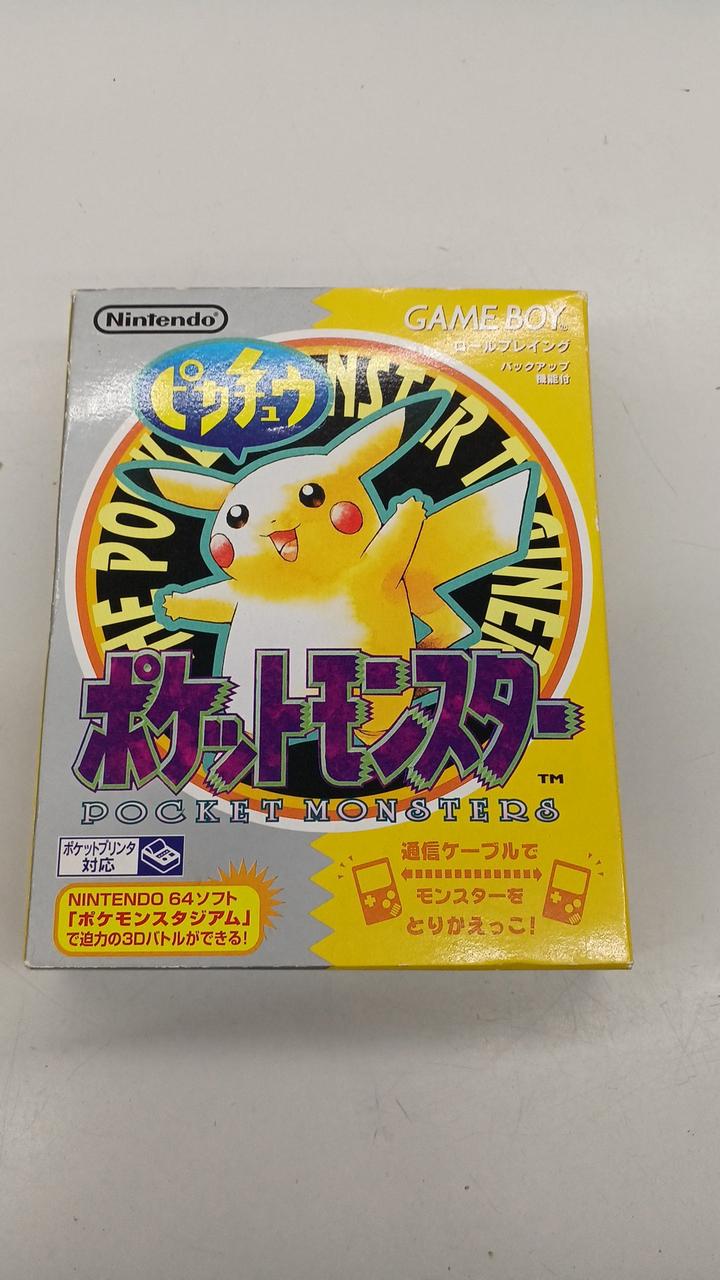 Nintendo®
GAME BOY™
ロールプレイング
バックアップ
機能付
ピカチュウ
NSTER
ポケットモンスター™
POCKET MONSTERS
ポケットプリンタ
対応
NINTENDO 64ソフト
「ポケモンスタジアム」
で迫力の3Dバトルができる!
通信ケーブルで
モンスターを
とりかえっこ!